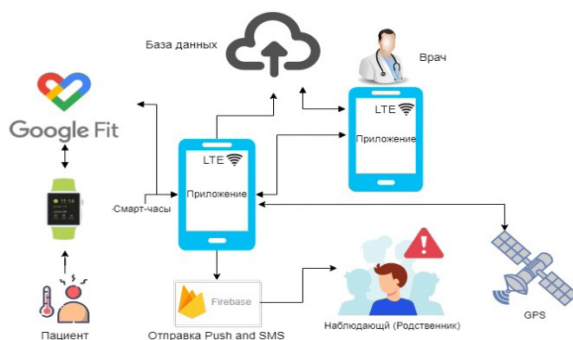 База данных
Врач
Google Fit
LTE
Приложение
LTE
Приложение
Смарт-часы
Firebase
Пациент
Отправка Push and SMS
Наблюдающй (Родственник)
GPS